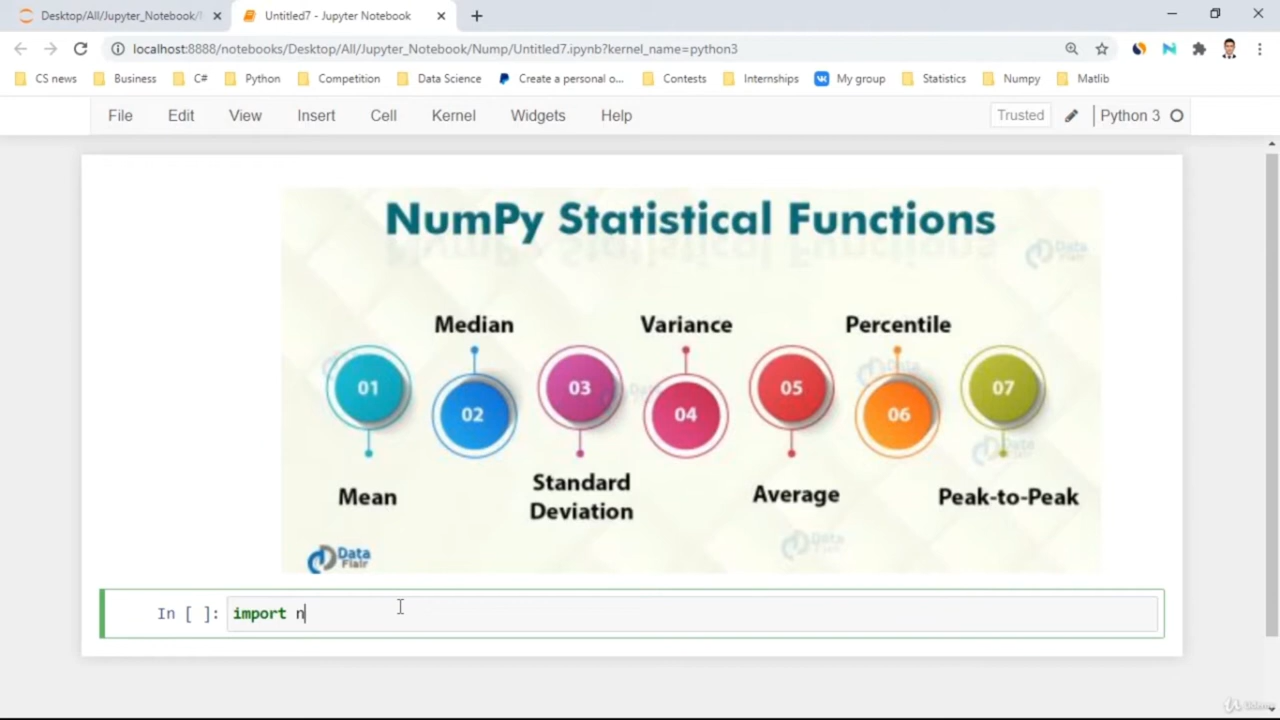 Desktop/All/Jupyter_Notebook/
Untitled7 - Jupyter Notebook
localhost:8888/notebooks/Desktop/All/Jupyter_Notebook/Nump/Untitled7.ipynb?kernel_name=python3
CS news Business C# Python Competition Data Science Create a personal o... Contests Internships My group Statistics Numpy Matlib
File Edit View Insert Cell Kernel Widgets Help Trusted Python 3
NumPy Statistical Functions
Data Flair
Median Variance Percentile
01 02 03 04 05 06 07
Mean Standard Deviation Average Peak-to-Peak
Data Flair
In [ ]: import n
Udemy